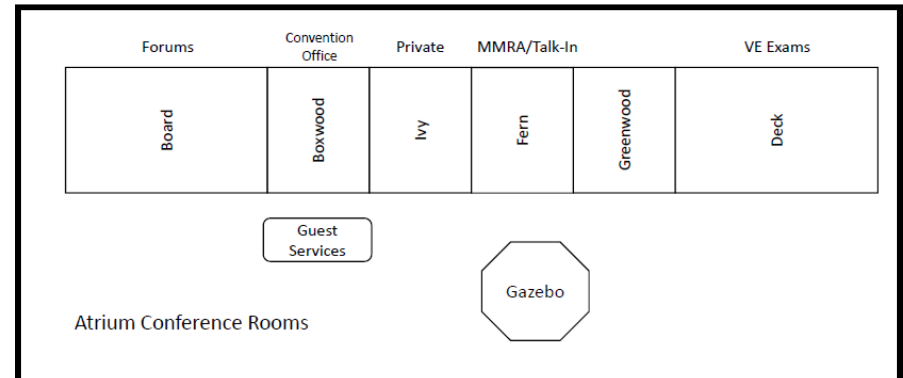 Forums
Convention
Office
Private
MMRA/Talk-In
VE Exams
Board
Boxwood
Ivy
Fern
Greenwood
Deck
Guest
Services
Gazebo
Atrium Conference Rooms